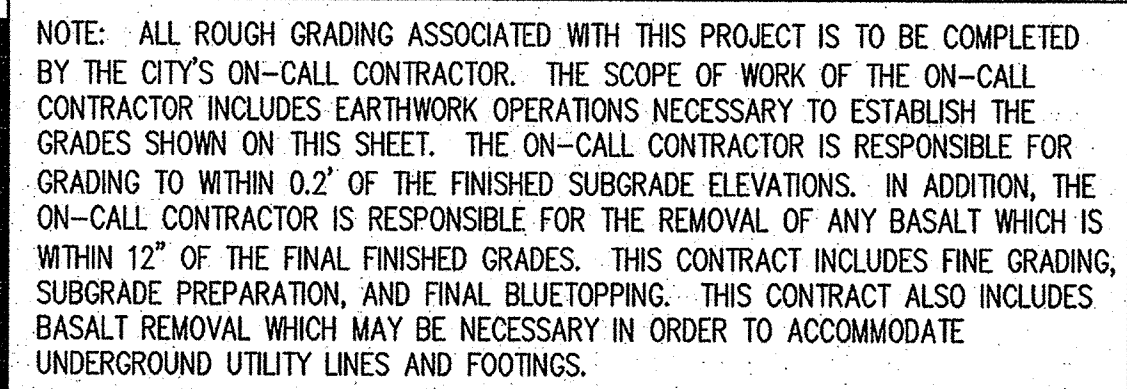 NOTE: ALL ROUGH GRADING ASSOCIATED WITH THIS PROJECT IS TO BE COMPLETED
BY THE CITY'S ON-CALL CONTRACTOR. THE SCOPE OF WORK OF THE ON-CALL
CONTRACTOR INCLUDES EARTHWORK OPERATIONS NECESSARY TO ESTABLISH THE
GRADES SHOWN ON THIS SHEET. THE ON-CALL CONTRACTOR IS RESPONSIBLE FOR
GRADING TO WITHIN 0.2' OF THE FINISHED SUBGRADE ELEVATIONS. IN ADDITION, THE
ON-CALL CONTRACTOR IS RESPONSIBLE FOR THE REMOVAL OF ANY BASALT WHICH IS
WITHIN 12" OF THE FINAL FINISHED GRADES. THIS CONTRACT INCLUDES FINE GRADING,
SUBGRADE PREPARATION, AND FINAL BLUETOPPING. THIS CONTRACT ALSO INCLUDES
BASALT REMOVAL WHICH MAY BE NECESSARY IN ORDER TO ACCOMMODATE
UNDERGROUND UTILITY LINES AND FOOTINGS.